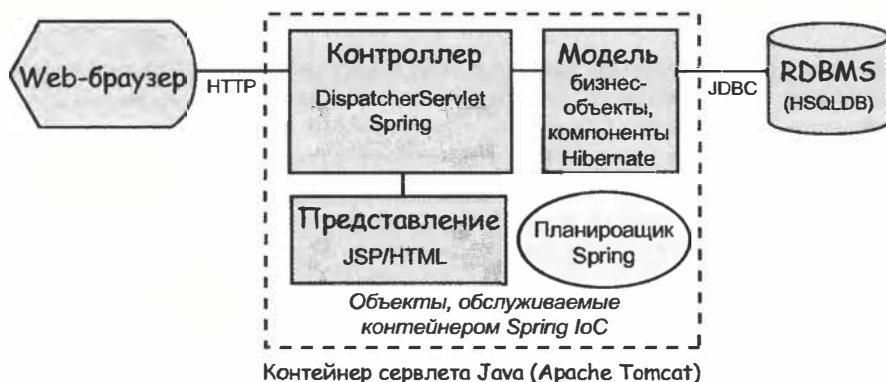 Web-браузер
HTTP
Контроллер
DispatcherServlet
Spring
Модель
бизнес-
объекты,
компоненты
Hibernate
JDBC
RDBMS
(HSQLDB)
Представление
JSP/HTML
Планироащик
Spring
Объекты, обслуживаемые
контейнером Spring IoC
Контейнер сервлета Java (Apache Tomcat)